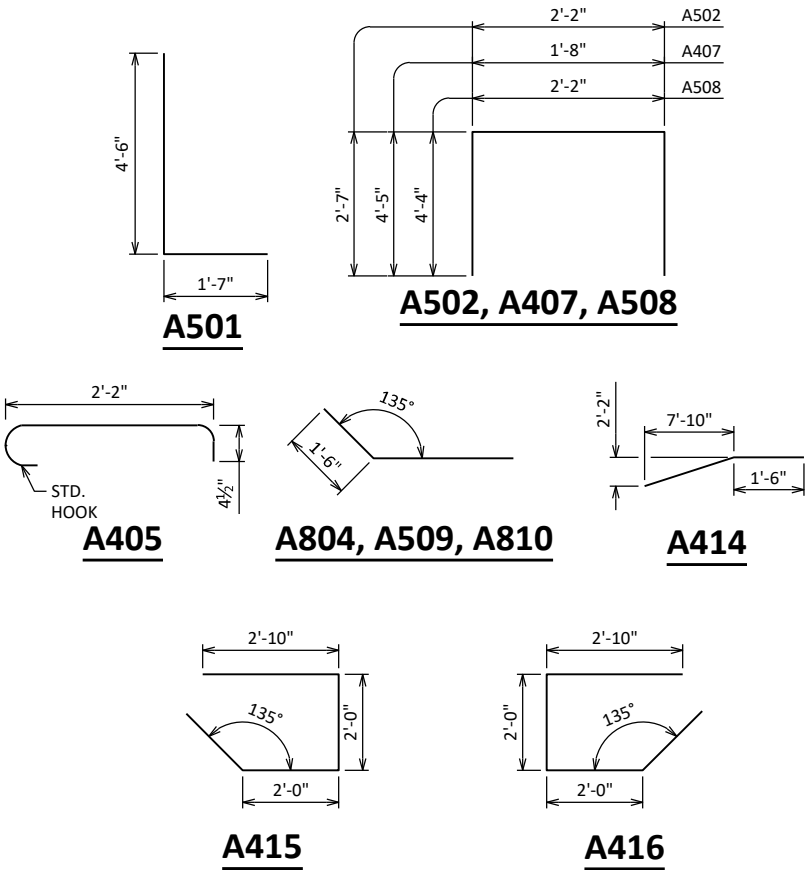 2'-2" A502
1'-8" A407
2'-2" A508
4'-6"
1'-7"
A501
2'-7" 4'-5" 4'-4"
A502, A407, A508
2'-2"
4½"
STD.
HOOK
A405
135°
1'-6"
A804, A509, A810
2'-2"
7'-10"
1'-6"
A414
2'-10"
135°
2'-0"
2'-0"
A415
2'-10"
2'-0"
135°
2'-0"
A416